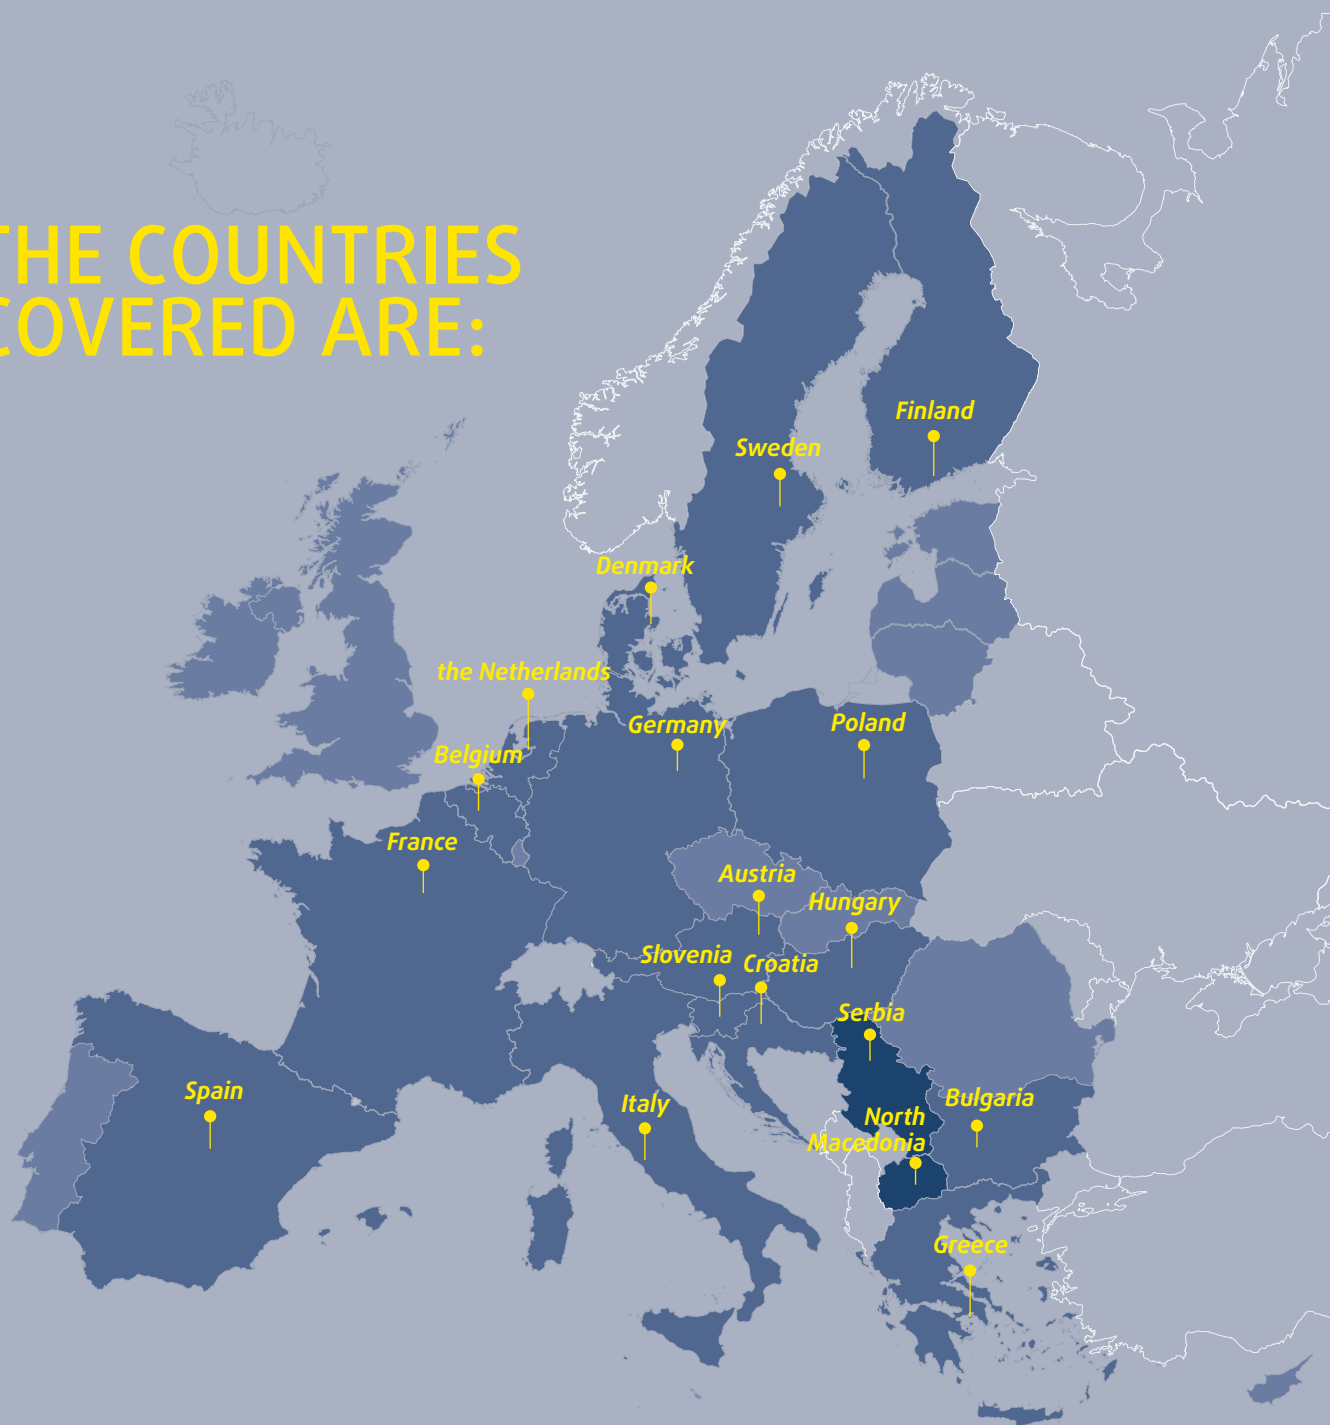 THE COUNTRIES
COVERED ARE:
Finland
Sweden
Denmark
the Netherlands
Germany
Poland
Belgium
France
Austria
Hungary
Slovenia
Croatia
Serbia
Spain
Italy
Bulgaria
North
Macedonia
Greece